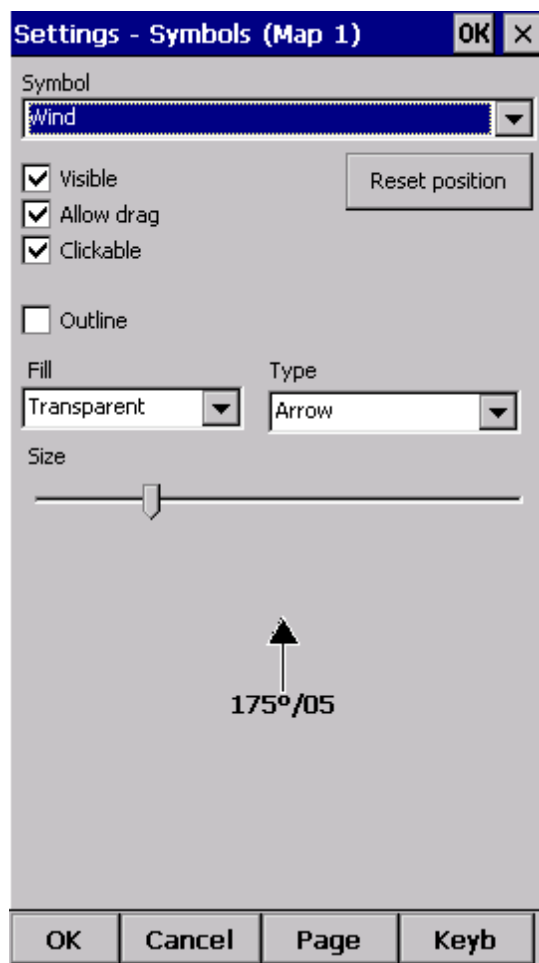 Settings - Symbols (Map 1) OK ×
Symbol
Wind
Visible Reset position
Allow drag
Clickable
Outline
Fill Type
Transparent Arrow
Size
175º/05
OK Cancel Page Keyb